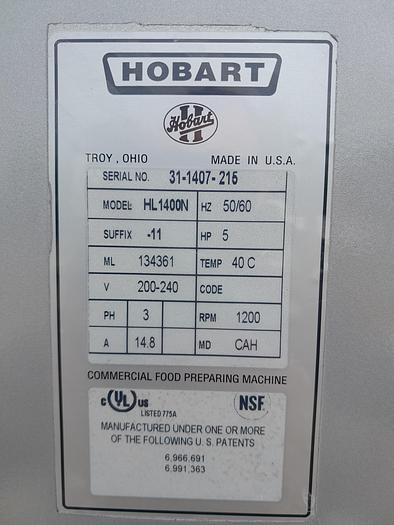 HOBART
Hobart
H
TROY , OHIO MADE IN U.S.A.
SERIAL NO. 31-1407-215
MODEL HL1400N HZ 50/60
SUFFIX -11 HP 5
ML 134361 TEMP 40 C
V 200-240 CODE
PH 3 RPM 1200
A 14.8 MD CAH
COMMERCIAL FOOD PREPARING MACHINE
C UL US NSF
LISTED 775A
MANUFACTURED UNDER ONE OR MORE
OF THE FOLLOWING U. S. PATENTS
6,966,691
6,991,363